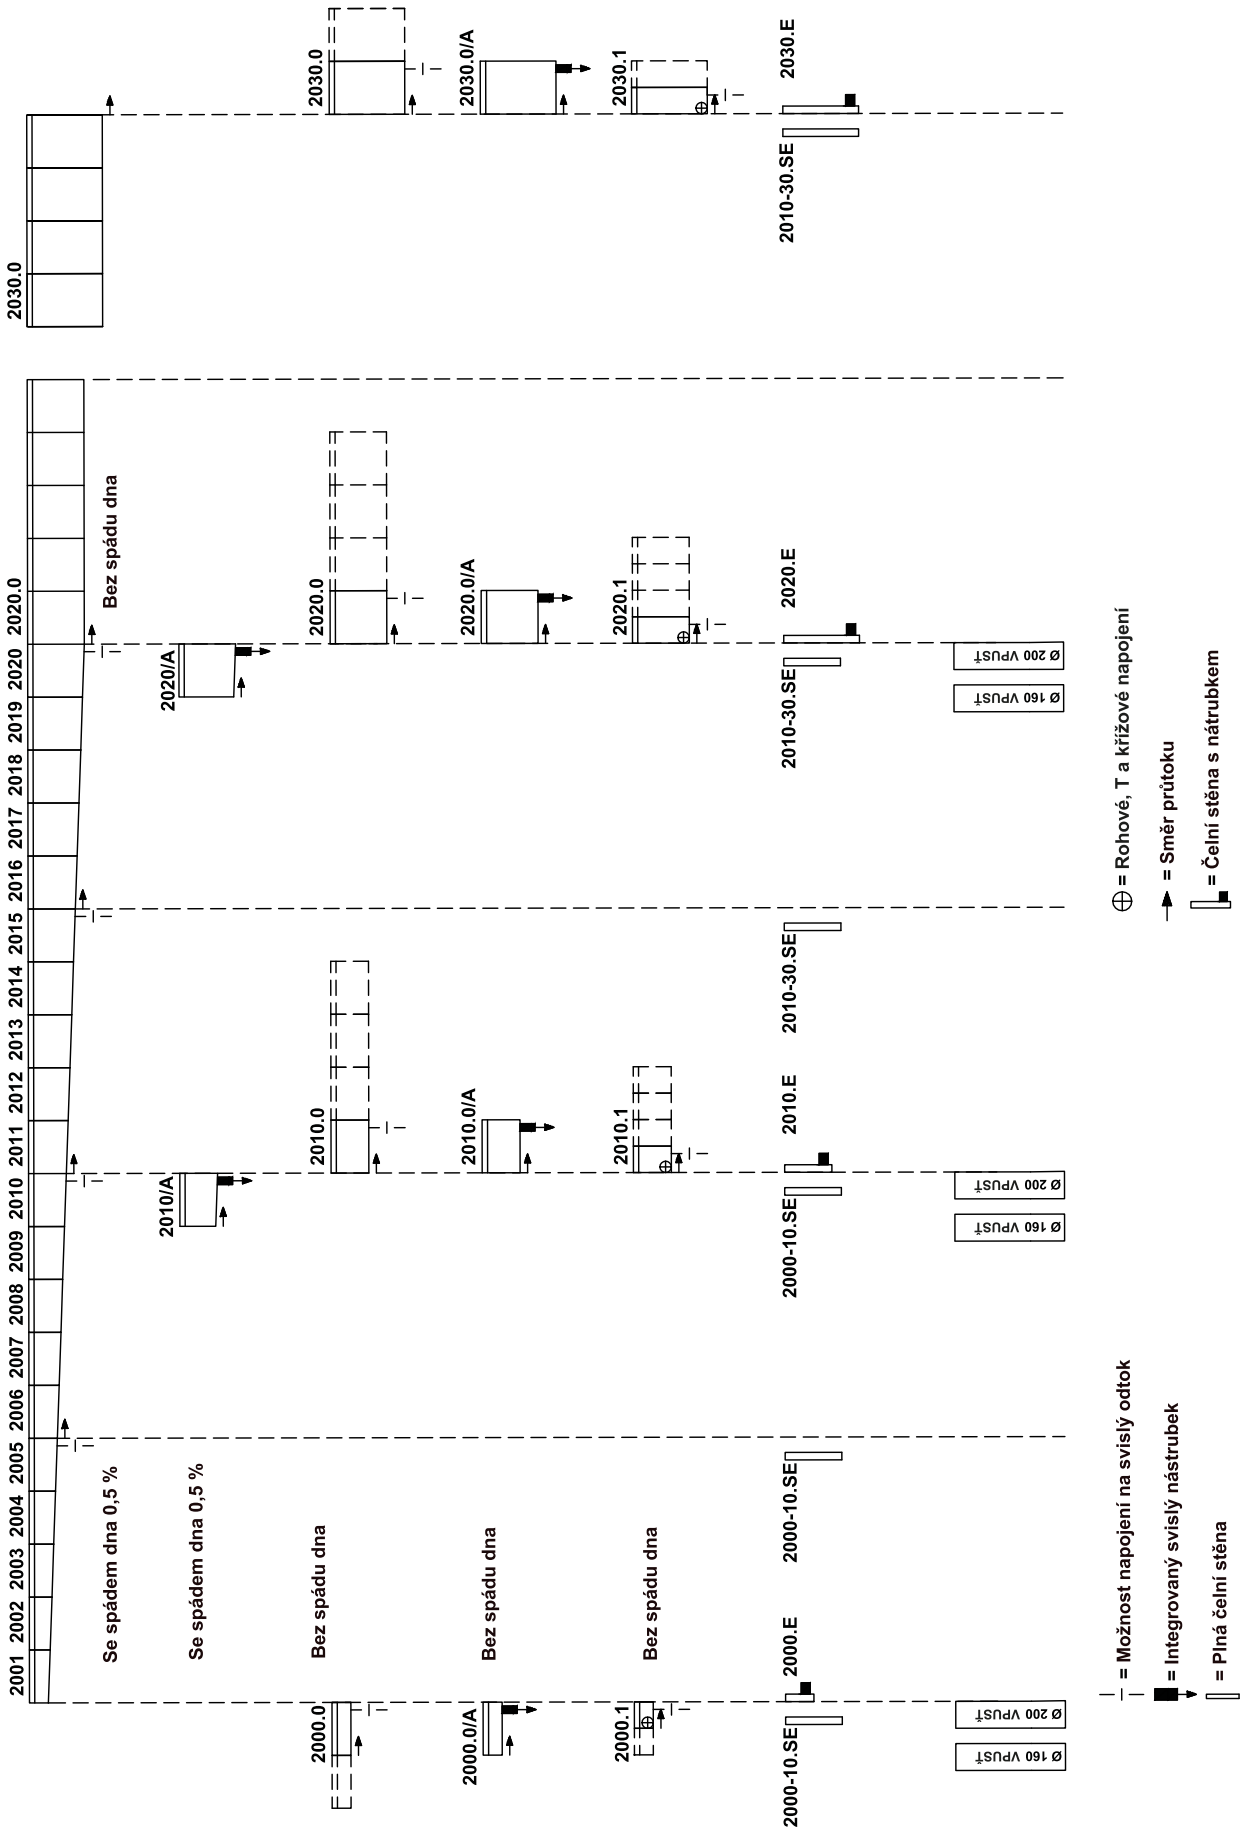 2001 2002 2003 2004 2005 2006 2007 2008 2009 2010 2011 2012 2013 2014 2015 2016 2017 2018 2019 2020 2020.0 2030.0
Se spádem dna 0,5 %
Bez spádu dna
Se spádem dna 0,5 %
2010/A
2020/A
2000.0
Bez spádu dna
2010.0
2020.0
2030.0
2000.0/A
Bez spádu dna
2010.0/A
2020.0/A
2030.0/A
2000.1
Bez spádu dna
2010.1
2020.1
2030.1
2000-10.SE
2000.E
2000-10.SE
2000-10.SE
2010.E
2010-30.SE
2010-30.SE
2020.E
2010-30.SE
2030.E
Ø 160 VPUSŤ
Ø 200 VPUSŤ
Ø 160 VPUSŤ
Ø 200 VPUSŤ
Ø 160 VPUSŤ
Ø 200 VPUSŤ
= Možnost napojení na svislý odtok
= Integrovaný svislý nástrubek
= Plná čelní stěna
= Rohové, T a křížové napojení
= Směr průtoku
= Čelní stěna s nátrubkem